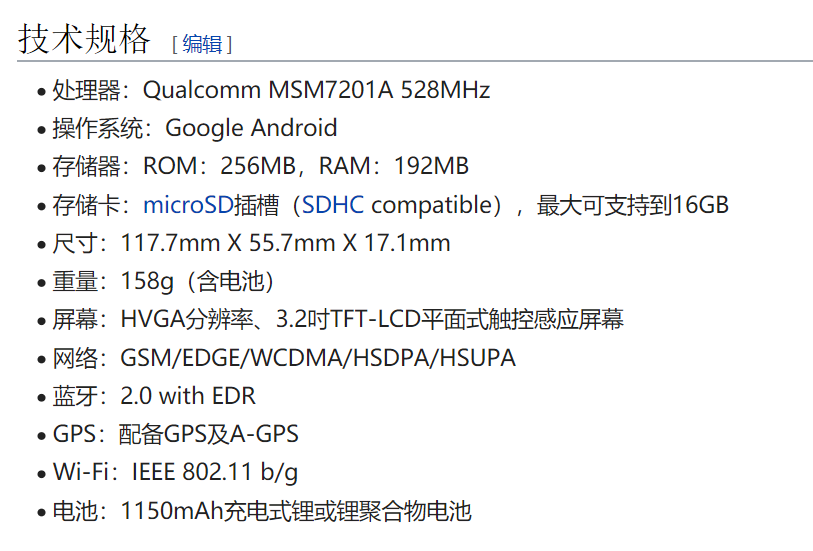 技术规格 [编辑]
• 处理器：Qualcomm MSM7201A 528MHz
• 操作系统：Google Android
• 存储器：ROM：256MB，RAM：192MB
• 存储卡：microSD插槽（SDHC compatible），最大可支持到16GB
• 尺寸：117.7mm X 55.7mm X 17.1mm
• 重量：158g（含电池）
• 屏幕：HVGA分辨率、3.2吋TFT-LCD平面式触控感应屏幕
• 网络：GSM/EDGE/WCDMA/HSDPA/HSUPA
• 蓝牙：2.0 with EDR
• GPS：配备GPS及A-GPS
• Wi-Fi：IEEE 802.11 b/g
• 电池：1150mAh充电式锂或锂聚合物电池